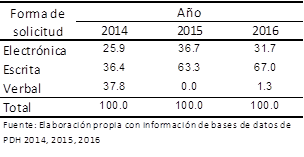 Forma de solicitud Año
2014 2015 2016
Electrónica 25.9 36.7 31.7
Escrita 36.4 63.3 67.0
Verbal 37.8 0.0 1.3
Total 100.0 100.0 100.0
Fuente: Elaboración propia con información de bases de datos de
PDH 2014, 2015, 2016